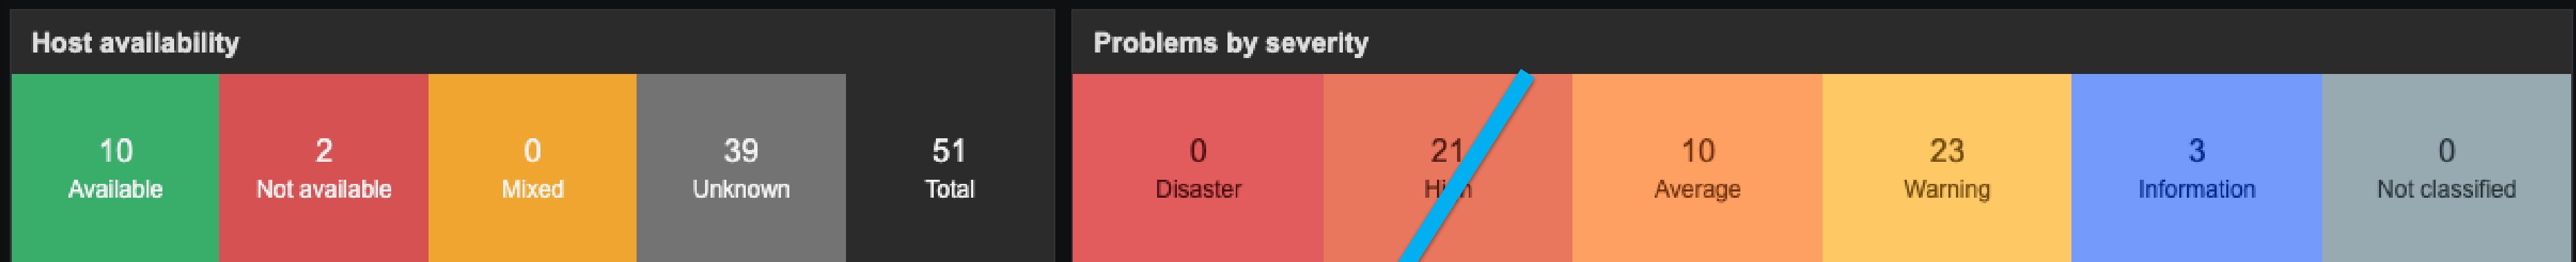 Host availability
10
Available
2
Not available
0
Mixed
39
Unknown
51
Total
Problems by severity
0
Disaster
21
High
10
Average
23
Warning
3
Information
0
Not classified